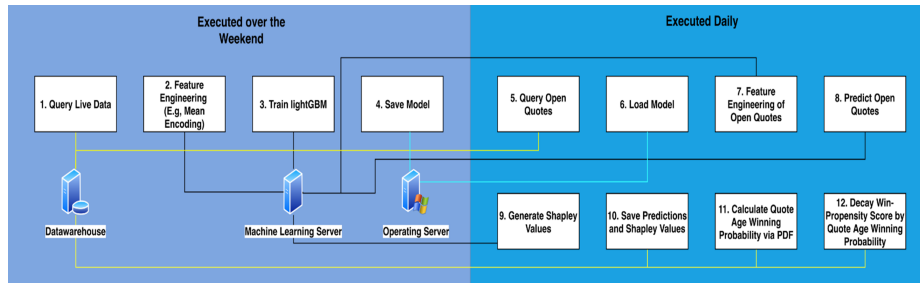 Executed over the
Weekend
Executed Daily
1. Query Live Data
2. Feature
Engineering
(E.g, Mean
Encoding)
3. Train lightGBM
4. Save Model
5. Query Open
Quotes
6. Load Model
7. Feature
Engineering of
Open Quotes
8. Predict Open
Quotes
Datawarehouse
Machine Learning Server
Operating Server
9. Generate Shapley
Values
10. Save Predictions
and Shapley Values
11. Calculate Quote
Age Winning
Probability via PDF
12. Decay Win-
Propensity Score by
Quote Age Winning
Probability